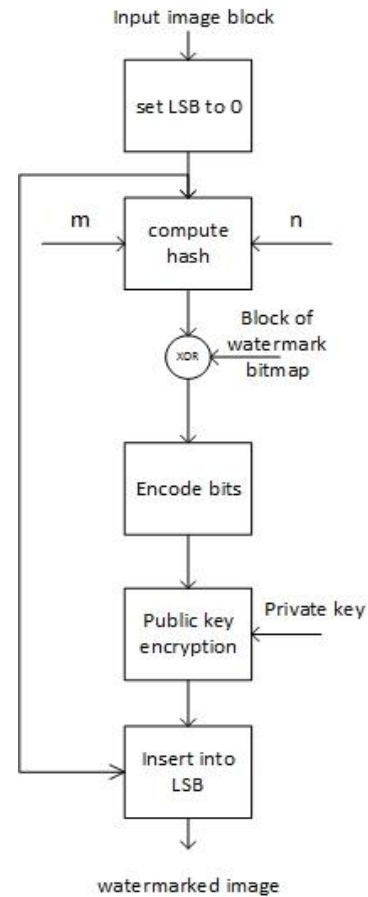 Input image block
set LSB to 0
m
compute
hash
n
XOR
Block of
watermark
bitmap
Encode bits
Public key
encryption
Private key
Insert into
LSB
watermarked image